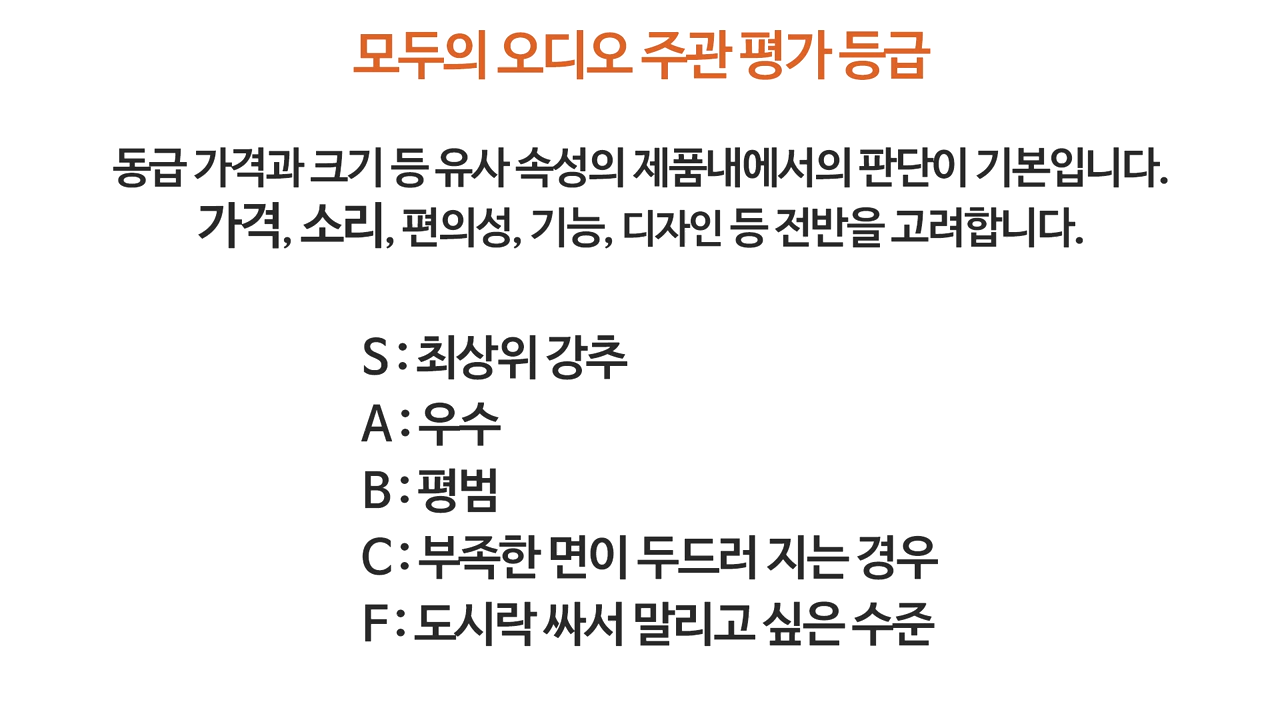 모두의 오디오 주관 평가 등급
동급 가격과 크기 등 유사 속성의 제품내에서의 판단이 기본입니다.
가격, 소리, 편의성, 기능, 디자인 등 전반을 고려합니다.
S : 최상위 강추
A : 우수
B : 평범
C : 부족한 면이 두드러 지는 경우
F : 도시락 싸서 말리고 싶은 수준